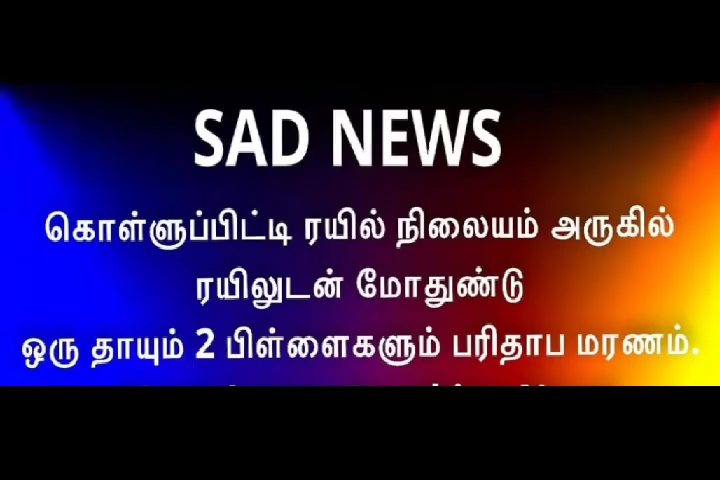 SAD NEWS
கொள்ளுப்பிட்டி ரயில் நிலையம் அருகில்
ரயிலுடன் மோதுண்டு
ஒரு தாயும் 2 பிள்ளைகளும் பரிதாப மரணம்.